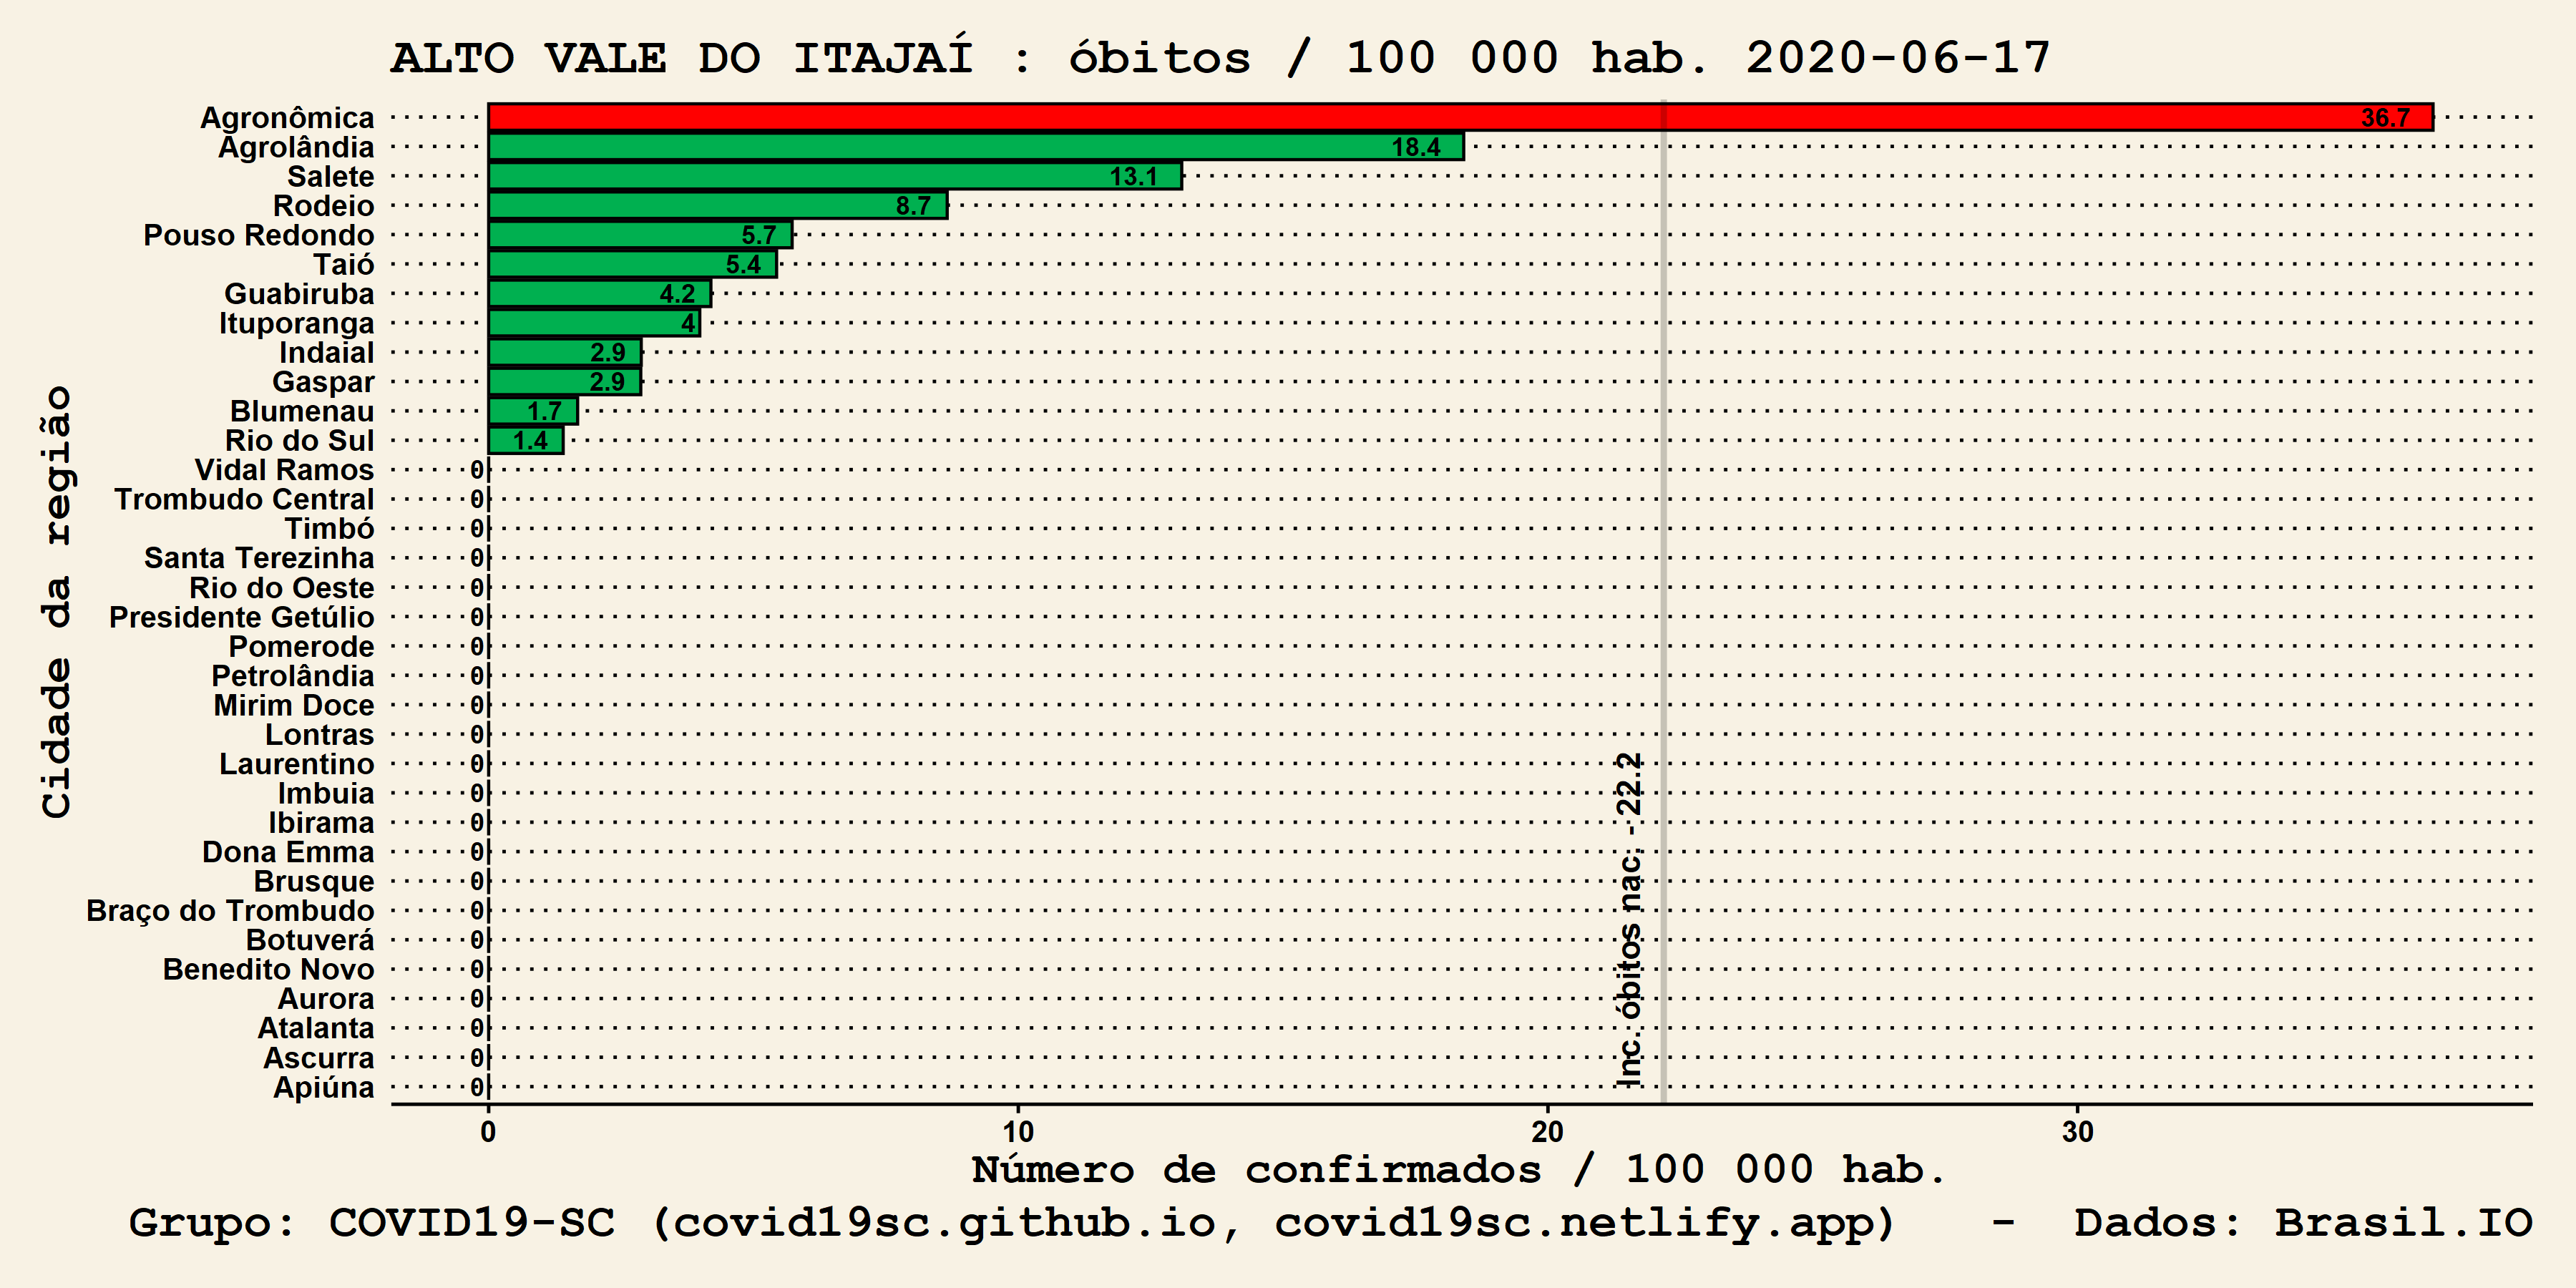 ALTO VALE DO ITAJAÍ : óbitos / 100 000 hab. 2020-06-17
Cidade da região
Agronômica 36.7
Agrolândia 18.4
Salete 13.1
Rodeio 8.7
Pouso Redondo 5.7
Taió 5.4
Guabiruba 4.2
Ituporanga 4
Indaial 2.9
Gaspar 2.9
Blumenau 1.7
Rio do Sul 1.4
Vidal Ramos 0
Trombudo Central 0
Timbó 0
Santa Terezinha 0
Rio do Oeste 0
Presidente Getúlio 0
Pomerode 0
Petrolândia 0
Mirim Doce 0
Lontras 0
Laurentino 0
Imbuia 0
Ibirama 0
Dona Emma 0
Brusque 0
Braço do Trombudo 0
Botuverá 0
Benedito Novo 0
Aurora 0
Atalanta 0
Ascurra 0
Apiúna 0
Inc. óbitos nac. - 22.2
0 10 20 30
Número de confirmados / 100 000 hab.
Grupo: COVID19-SC (covid19sc.github.io, covid19sc.netlify.app) - Dados: Brasil.IO